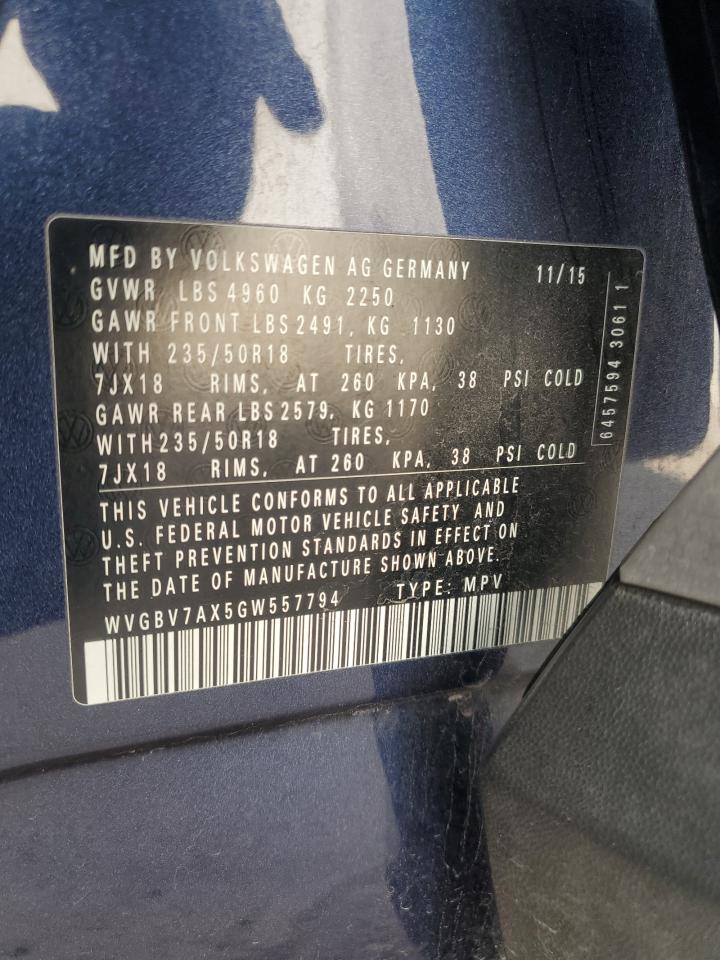 MFD BY VOLKSWAGEN AG GERMANY 11/15
GVWR LBS 4960 KG 2250
GAWR FRONT LBS 2491, KG 1130
WITH 235/50R18 TIRES,
7JX18 RIMS, AT 260 KPA, 38 PSI COLD
GAWR REAR LBS 2579, KG 1170
WITH 235/50R18 TIRES,
7JX18 RIMS, AT 260 KPA, 38 PSI COLD
THIS VEHICLE CONFORMS TO ALL APPLICABLE
U.S. FEDERAL MOTOR VEHICLE SAFETY AND
THEFT PREVENTION STANDARDS IN EFFECT ON
THE DATE OF MANUFACTURE SHOWN ABOVE.
WVGBV7AX5GW557794 TYPE: MPV
6457594 3061 1